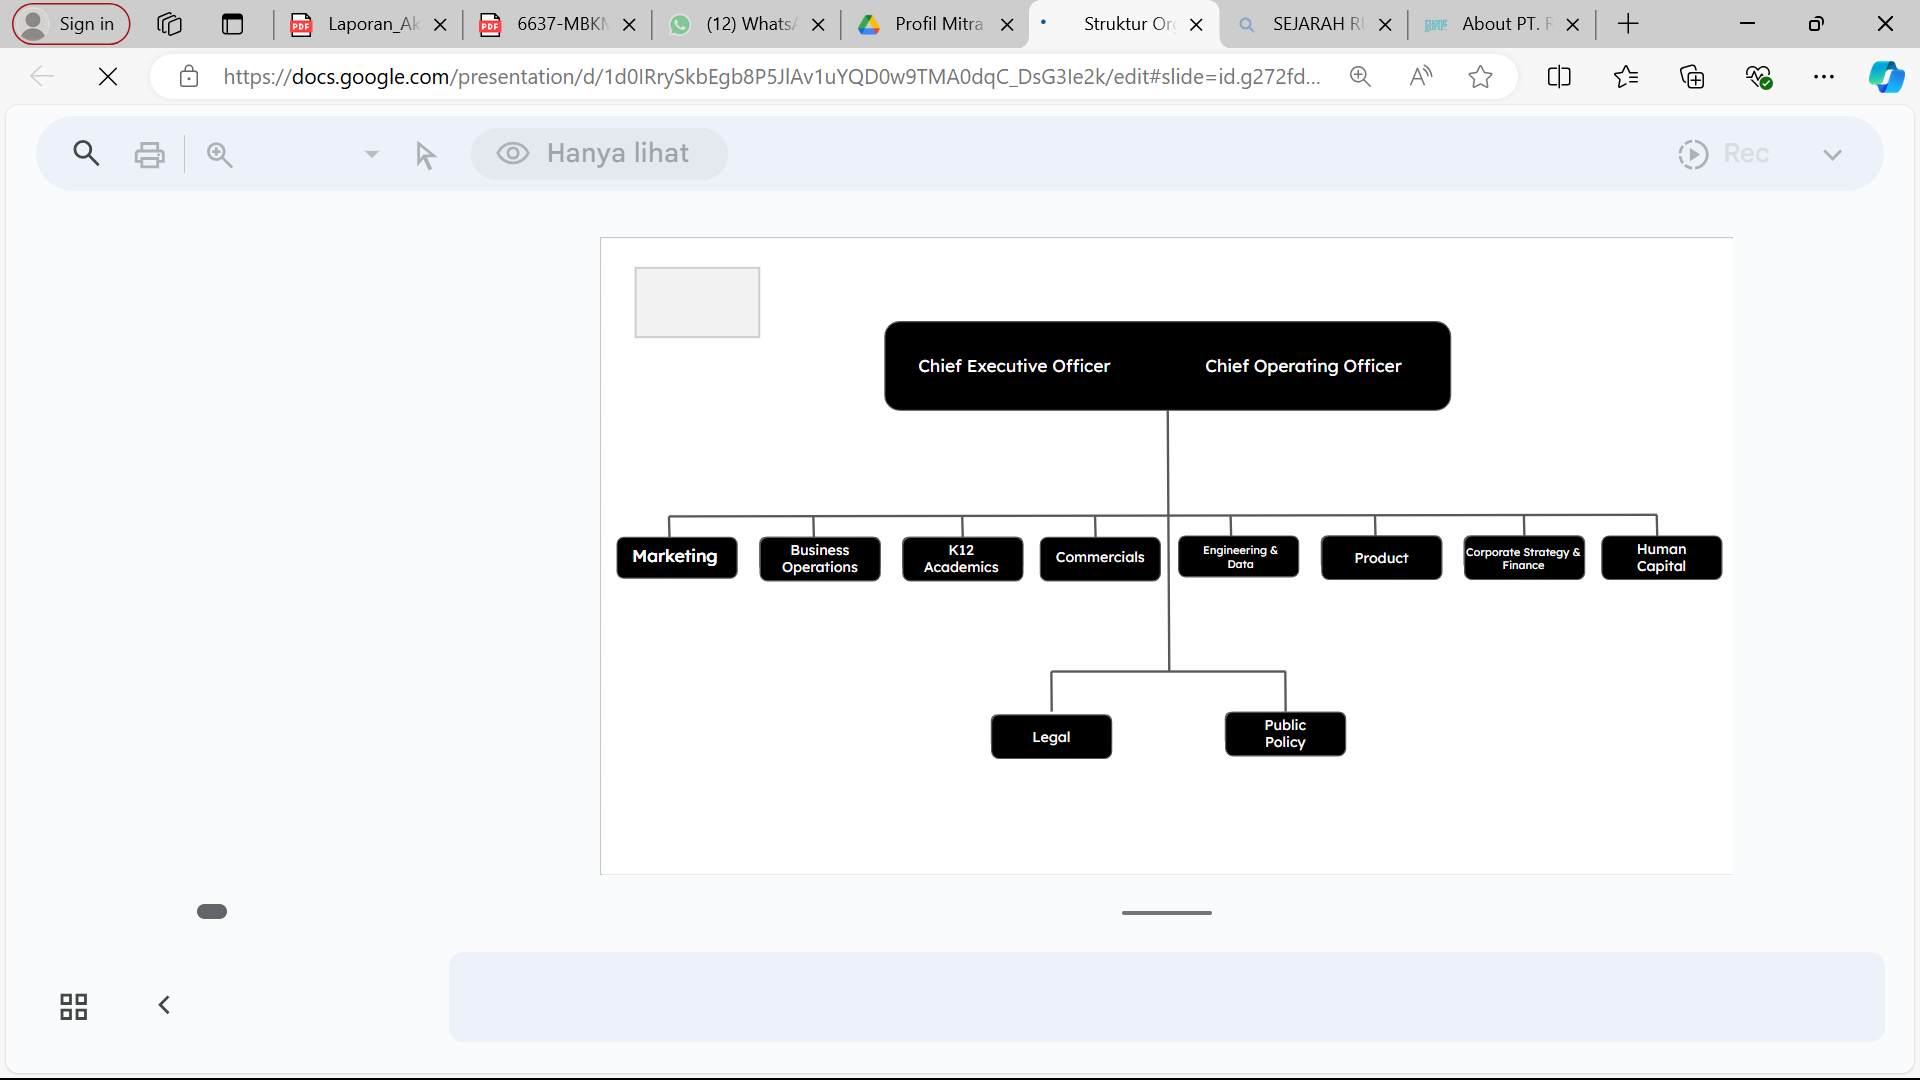 Sign in
Laporan_Ak
6637-MBKM
(12) Whats
Profil Mitra
Struktur Or
SEJARAH RU
About PT. R
https://docs.google.com/presentation/d/1d0IRrySkbEgb8P5JlAv1uYQD0w9TMA0dqC_DsG3Ie2k/edit#slide=id.g272fd...
Hanya lihat
Rec
Chief Executive Officer
Chief Operating Officer
Marketing
Business
Operations
K12
Academics
Commercials
Engineering &
Data
Product
Corporate Strategy &
Finance
Human
Capital
Legal
Public
Policy